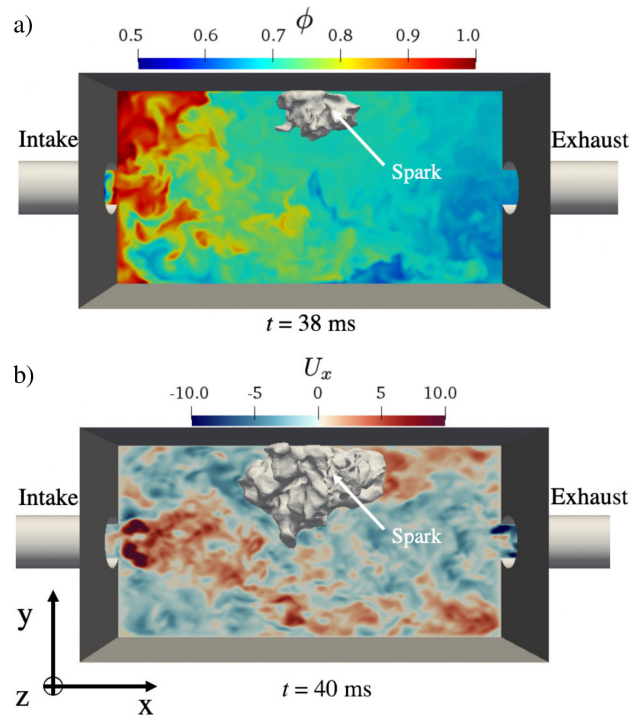 a)
ϕ
0.5 0.6 0.7 0.8 0.9 1.0
Intake
Exhaust
Spark
t = 38 ms
b)
U_x
-10.0 -5 0 5 10.0
Intake
Exhaust
Spark
y
z
x
t = 40 ms